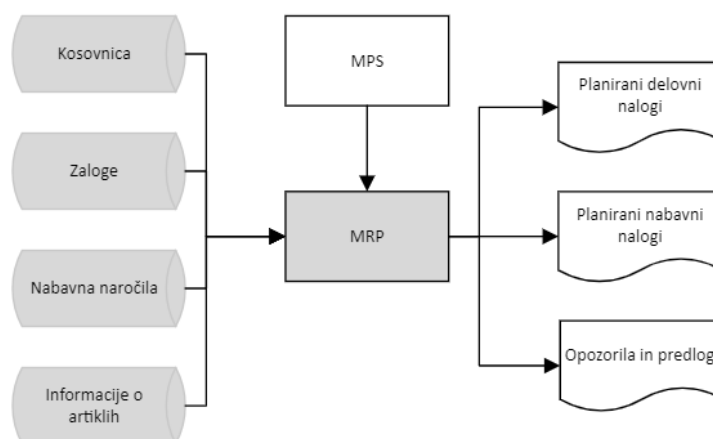 Kosovnica
MPS
Planirani delovni
nalogi
Zaloge
MRP
Planirani nabavni
nalogi
Nabavna naročila
Opozorila in predlog
Informacije o
artiklih